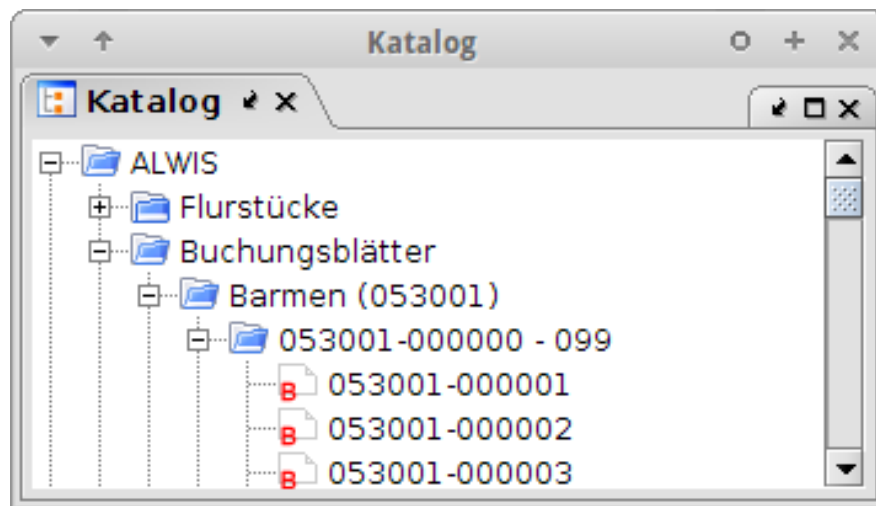 Katalog
Katalog
ALWIS
Flurstücke
Buchungsblätter
Barmen (053001)
053001-000000 - 099
B 053001-000001
B 053001-000002
B 053001-000003